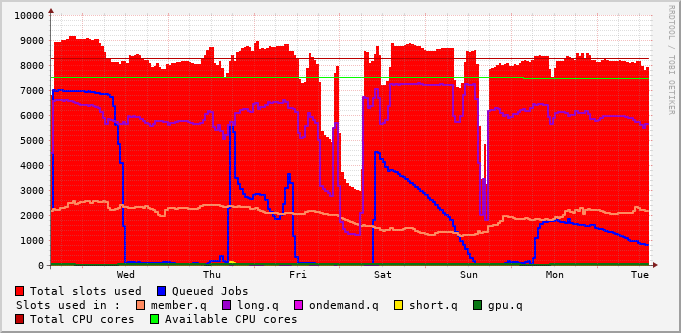 10000
9000
8000
7000
6000
5000
4000
3000
2000
1000
0
Wed Thu Fri Sat Sun Mon Tue
RRDTOOL / TOBI OETIKER
Total slots used Queued Jobs
Slots used in : member.q long.q ondemand.q short.q gpu.q
Total CPU cores Available CPU cores